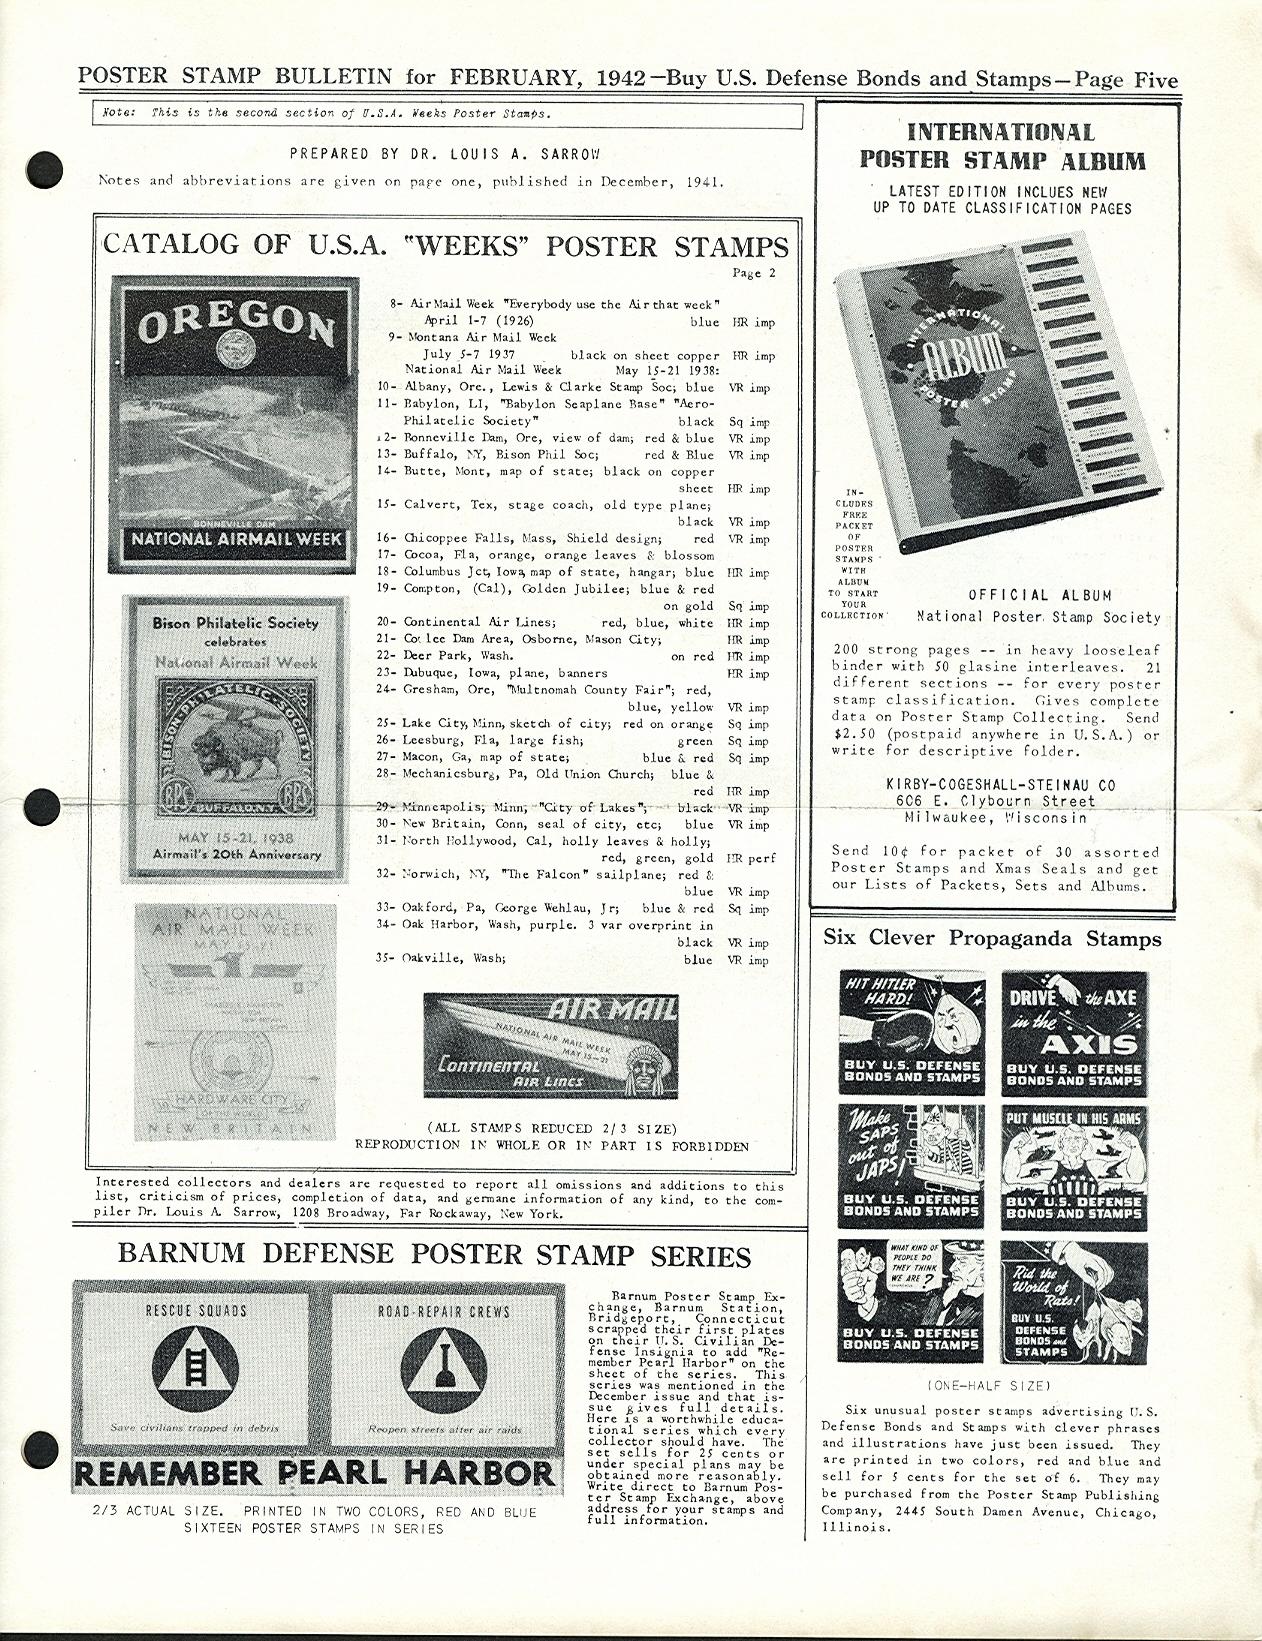 POSTER STAMP BULLETIN for FEBRUARY, 1942—Buy U.S. Defense Bonds and Stamps—Page Five
Note: This is the second section of U.S.A. Weeks Poster Stamps.
PREPARED BY DR. LOUIS A. SARROW
Notes and abbreviations are given on page one, published in December, 1941.
CATALOG OF U.S.A. "WEEKS" POSTER STAMPS
Page 2
OREGON
BONNEVILLE DAM
NATIONAL AIRMAIL WEEK
Bison Philatelic Society
celebrates
National Airmail Week
BISON-PHILATELIC-SOCIETY
BPS BUFFALO,N.Y. BPS
MAY 15-21, 1938
Airmail's 20th Anniversary
NATIONAL
AIR MAIL WEEK
MAY 15-21
HARDWARE CITY
OF THE WORLD
NEW BRITAIN
8- AirMail Week "Everybody use the Air that week"
April 1-7 (1926) blue HR imp
9- Montana Air Mail Week
July 5-7 1937 black on sheet copper HR imp
National Air Mail Week May 15-21 1938:
10- Albany, Ore., Lewis & Clarke Stamp Soc; blue VR imp
11- Babylon, LI, "Babylon Seaplane Base" "Aero-
Philatelic Society" black Sq imp
12- Bonneville Dam, Ore, view of dam; red & blue VR imp
13- Buffalo, NY, Bison Phil Soc; red & Blue VR imp
14- Butte, Mont, map of state; black on copper
sheet HR imp
15- Calvert, Tex, stage coach, old type plane;
black VR imp
16- Chicoppee Falls, Mass, Shield design; red VR imp
17- Cocoa, Fla, orange, orange leaves & blossom
18- Columbus Jct, Iowa, map of state, hangar; blue HR imp
19- Compton, (Cal), Golden Jubilee; blue & red
on gold Sq imp
20- Continental Air Lines; red, blue, white HR imp
21- Coulee Dam Area, Osborne, Mason City; HR imp
22- Deer Park, Wash. on red HR imp
23- Dubuque, Iowa, plane, banners HR imp
24- Gresham, Ore, "Multnomah County Fair"; red,
blue, yellow VR imp
25- Lake City, Minn, sketch of city; red on orange Sq imp
26- Leesburg, Fla, large fish; green Sq imp
27- Macon, Ga, map of state; blue & red Sq imp
28- Mechanicsburg, Pa, Old Union Church; blue &
red HR imp
29- Minneapolis, Minn, "City of Lakes"; black VR imp
30- New Britain, Conn, seal of city, etc; blue VR imp
31- North Hollywood, Cal, holly leaves & holly;
red, green, gold HR perf
32- Norwich, NY, "The Falcon" sailplane; red &
blue VR imp
33- Oakford, Pa, George Wehlau, Jr; blue & red Sq imp
34- Oak Harbor, Wash, purple. 3 var overprint in
black VR imp
35- Oakville, Wash; blue VR imp
AIR MAIL
NATIONAL AIR MAIL WEEK
MAY 15-21
CONTINENTAL
AIR LINES
(ALL STAMPS REDUCED 2/3 SIZE)
REPRODUCTION IN WHOLE OR IN PART IS FORBIDDEN
Interested collectors and dealers are requested to report all omissions and additions to this
list, criticism of prices, completion of data, and germane information of any kind, to the com-
piler Dr. Louis A. Sarrow, 1208 Broadway, Far Rockaway, New York.
BARNUM DEFENSE POSTER STAMP SERIES
RESCUE SQUADS
Save civilians trapped in debris
ROAD-REPAIR CREWS
Reopen streets after air raids
REMEMBER PEARL HARBOR
2/3 ACTUAL SIZE. PRINTED IN TWO COLORS, RED AND BLUE
SIXTEEN POSTER STAMPS IN SERIES
Barnum Poster Stamp Ex-
change, Barnum Station,
Bridgeport, Connecticut
scrapped their first plates
on their U.S. Civilian De-
fense Insignia to add "Re-
member Pearl Harbor" on the
sheet of the series. This
series was mentioned in the
December issue and that is-
sue gives full details.
Here is a worthwhile educa-
tional series which every
collector should have. The
set sells for 25 cents or
under special plans may be
obtained more reasonably.
Write direct to Barnum Pos-
ter Stamp Exchange, above
address for your stamps and
full information.
INTERNATIONAL
POSTER STAMP ALBUM
LATEST EDITION INCLUES NEW
UP TO DATE CLASSIFICATION PAGES
INTERNATIONAL
ALBUM
POSTER STAMP
IN-
CLUDES
FREE
PACKET
OF
POSTER
STAMPS
WITH
ALBUM
TO START
YOUR
COLLECTION
OFFICIAL ALBUM
National Poster Stamp Society
200 strong pages -- in heavy looseleaf
binder with 50 glasine interleaves. 21
different sections -- for every poster
stamp classification. Gives complete
data on Poster Stamp Collecting. Send
$2.50 (postpaid anywhere in U.S.A.) or
write for descriptive folder.
KIRBY-COGESHALL-STEINAU CO
606 E. Clybourn Street
Milwaukee, Wisconsin
Send 10¢ for packet of 30 assorted
Poster Stamps and Xmas Seals and get
our Lists of Packets, Sets and Albums.
Six Clever Propaganda Stamps
HIT HITLER
HARD!
BUY U.S. DEFENSE
BONDS AND STAMPS
DRIVE the AXE
in the
AXIS
BUY U.S. DEFENSE
BONDS AND STAMPS
Make
SAPS
out of
JAPS!
BUY U.S. DEFENSE
BONDS AND STAMPS
PUT MUSCLE IN HIS ARMS
BUY U.S. DEFENSE
BONDS AND STAMPS
WHAT KIND OF
PEOPLE DO
THEY THINK
WE ARE?
BUY U.S. DEFENSE
BONDS AND STAMPS
Rid the
World of
Rats!
BUY U.S.
DEFENSE
BONDS and
STAMPS
(ONE-HALF SIZE)
Six unusual poster stamps advertising U.S.
Defense Bonds and Stamps with clever phrases
and illustrations have just been issued. They
are printed in two colors, red and blue and
sell for 5 cents for the set of 6. They may
be purchased from the Poster Stamp Publishing
Company, 2445 South Damen Avenue, Chicago,
Illinois.